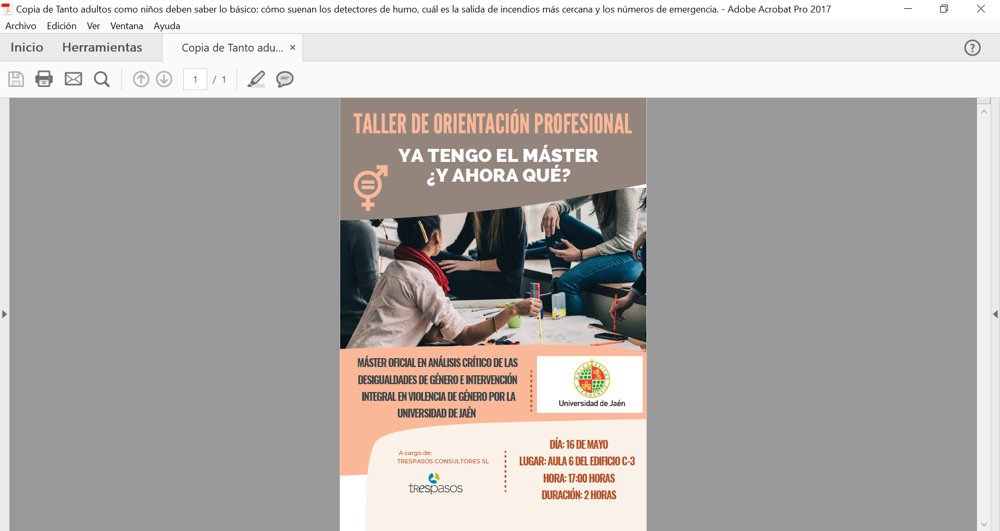 Copia de Tanto adultos como niños deben saber lo básico: cómo suenan los detectores de humo, cuál es la salida de incendios más cercana y los números de emergencia. - Adobe Acrobat Pro 2017
Archivo Edición Ver Ventana Ayuda
Inicio Herramientas Copia de Tanto adu... ×
1 / 1
TALLER DE ORIENTACIÓN PROFESIONAL
YA TENGO EL MÁSTER
¿Y AHORA QUÉ?
MÁSTER OFICIAL EN ANÁLISIS CRÍTICO DE LAS
DESIGUALDADES DE GÉNERO E INTERVENCIÓN
INTEGRAL EN VIOLENCIA DE GÉNERO POR LA
UNIVERSIDAD DE JAÉN
VNIVERSITAS
GIENNENSIS
Universidad de Jaén
A cargo de:
TRESPASOS CONSULTORES SL
trespasos
DÍA: 16 DE MAYO
LUGAR: AULA 6 DEL EDIFICIO C-3
HORA: 17:00 HORAS
DURACIÓN: 2 HORAS